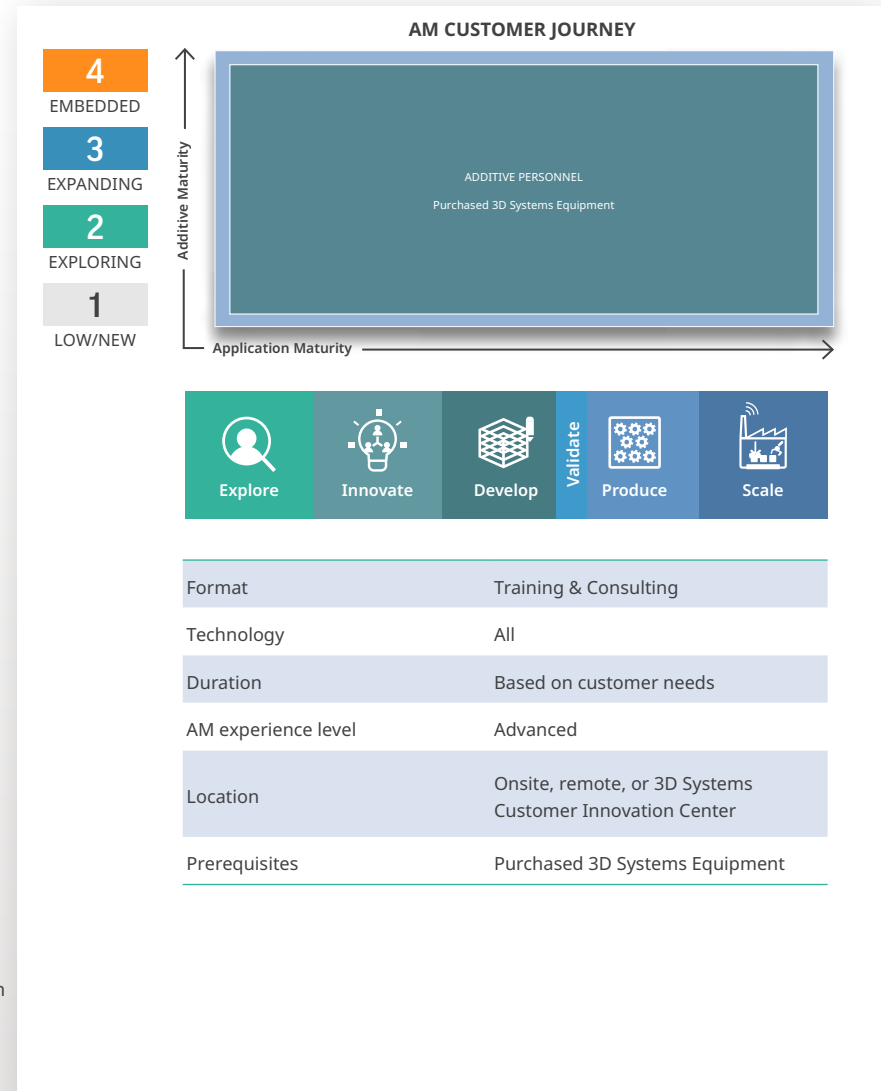 AM CUSTOMER JOURNEY
4
EMBEDDED
3
EXPANDING
2
EXPLORING
1
LOW/NEW
Additive Maturity
ADDITIVE PERSONNEL
Purchased 3D Systems Equipment
Application Maturity
Explore
Innovate
Develop
Validate
Produce
Scale
Format Training & Consulting
Technology All
Duration Based on customer needs
AM experience level Advanced
Location Onsite, remote, or 3D Systems
Customer Innovation Center
Prerequisites Purchased 3D Systems Equipment